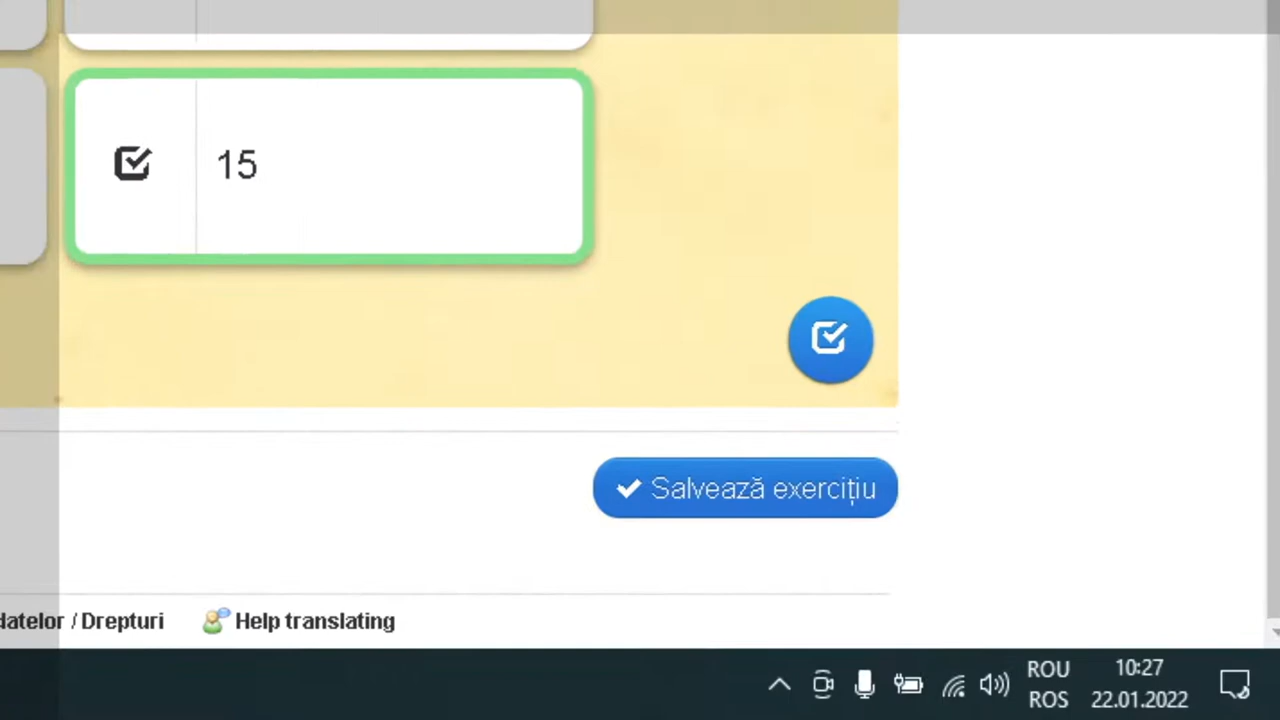 15
Salvează exercițiu
datelor / Drepturi
Help translating
ROU
10:27
ROS
22.01.2022